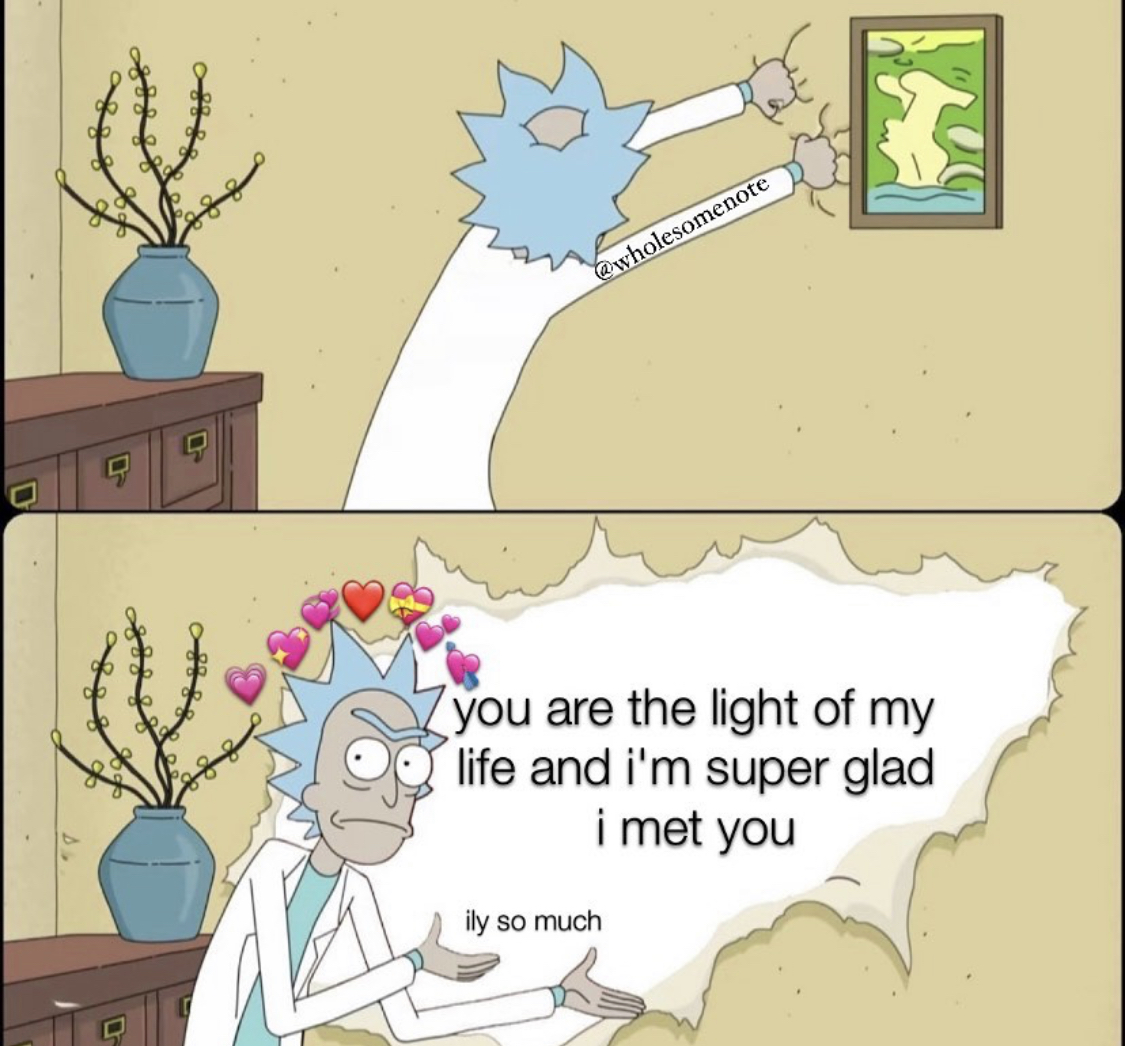 @wholesomenote
you are the light of my
life and i'm super glad
i met you
ily so much